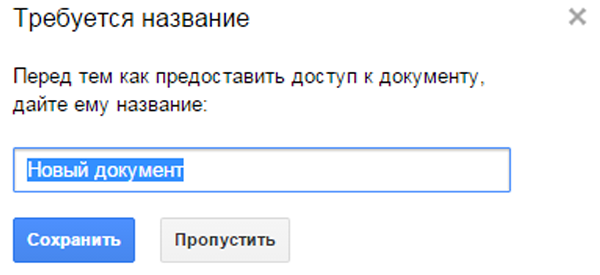 Требуется название
Перед тем как предоставить доступ к документу,
дайте ему название:
Новый документ
Сохранить
Пропустить